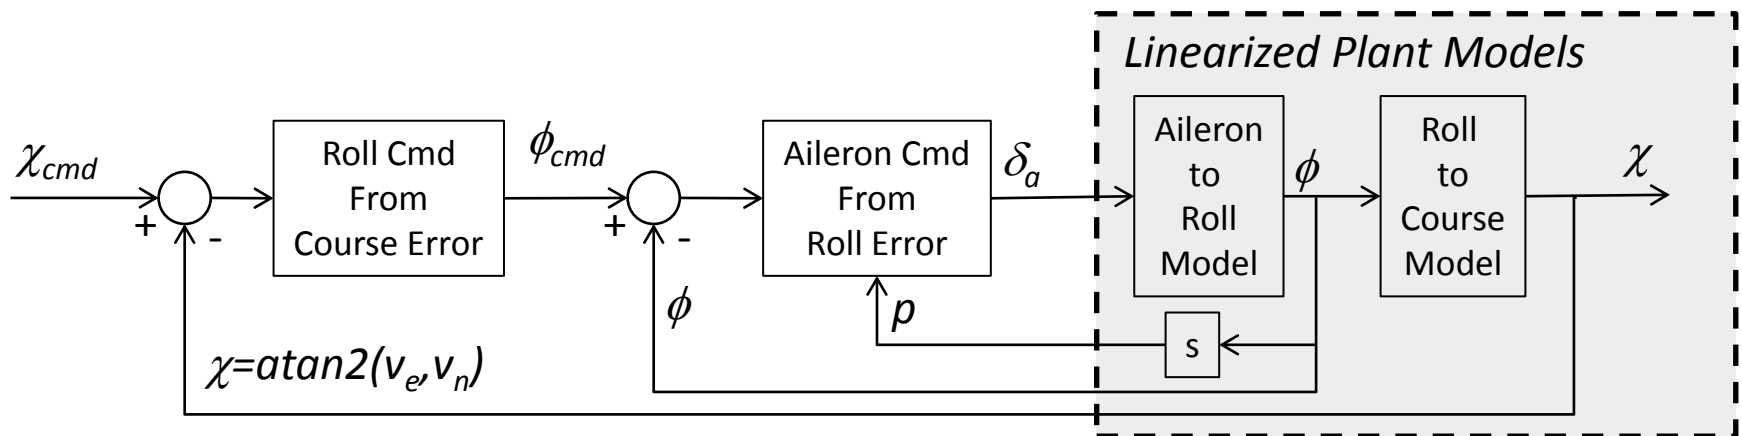 Linearized Plant Models
χcmd
+
-
Roll Cmd
From
Course Error
ϕcmd
+
-
Aileron Cmd
From
Roll Error
δa
Aileron
to
Roll
Model
ϕ
Roll
to
Course
Model
χ
ϕ
p
s
χ=atan2(ve,vn)